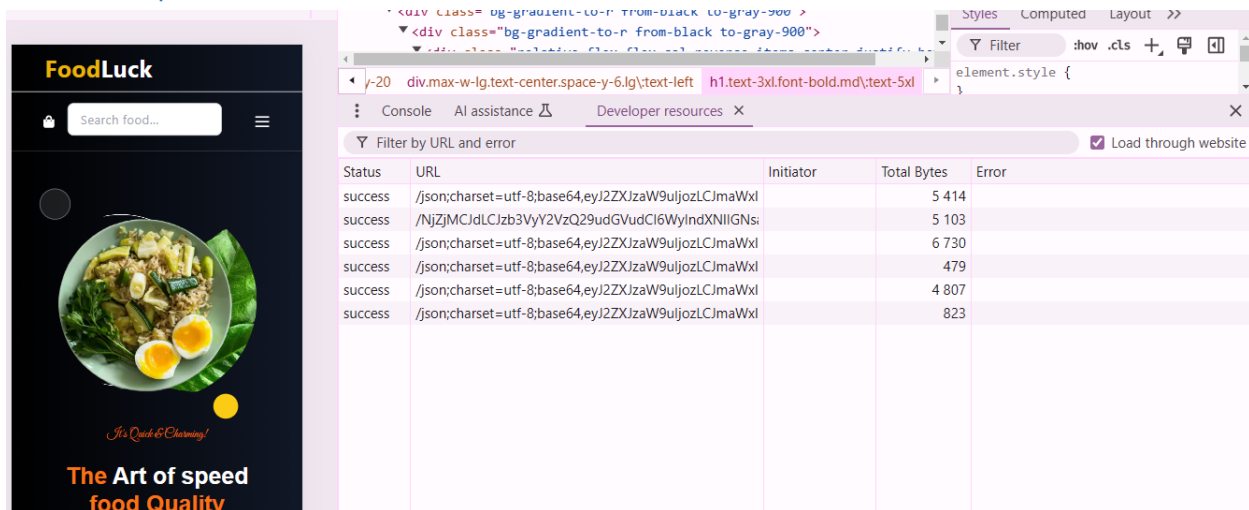 <div class="bg-gradient-to-r from-black to-gray-900">
Styles Computed Layout >>
▼<div class="bg-gradient-to-r from-black to-gray-900">
Filter :hov .cls +
y-20 div.max-w-lg.text-center.space-y-6.lg\:text-left h1.text-3xl.font-bold.md\:text-5xl
element.style {
}
Console AI assistance Developer resources ×
Filter by URL and error
Load through website
Status URL Initiator Total Bytes Error
success /json;charset=utf-8;base64,eyJ2ZXJzaW9uIjozLCJmaWxl 5 414
success /NjZjMCJdLCJzb3VyY2VzQ29udGVudCI6WyIndXNlIGNsa 5 103
success /json;charset=utf-8;base64,eyJ2ZXJzaW9uIjozLCJmaWxl 6 730
success /json;charset=utf-8;base64,eyJ2ZXJzaW9uIjozLCJmaWxl 479
success /json;charset=utf-8;base64,eyJ2ZXJzaW9uIjozLCJmaWxl 4 807
success /json;charset=utf-8;base64,eyJ2ZXJzaW9uIjozLCJmaWxl 823
FoodLuck
Search food...
It's Quick & Charming!
The Art of speed
food Quality